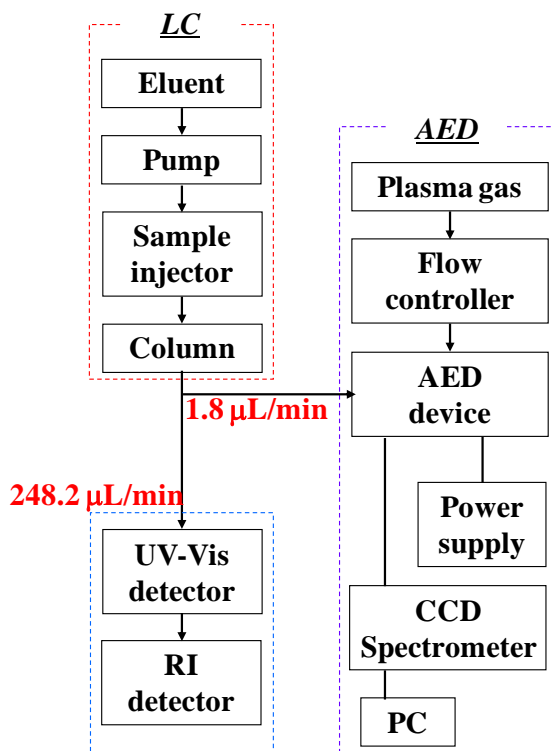 LC
Eluent
Pump
Sample
injector
Column
1.8 μL/min
248.2 μL/min
UV-Vis
detector
RI
detector
AED
Plasma gas
Flow
controller
AED
device
Power
supply
CCD
Spectrometer
PC